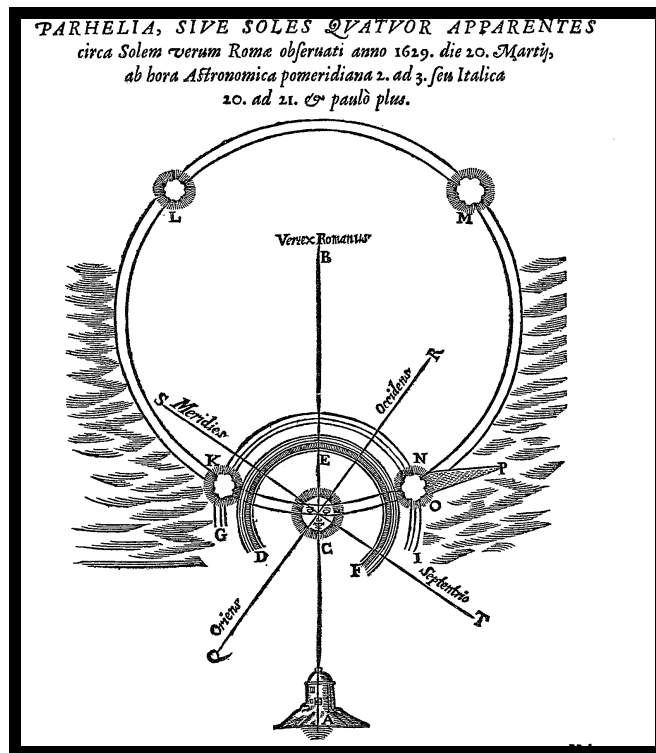 PARHELIA, SIVE SOLES QVATVOR APPARENTES
circa Solem verum Romæ obſeruati anno 1629. die 20. Martij,
ab hora Aſtronomica pomeridiana 2. ad 3. ſeu Italica
20. ad 21. & paulò plus.
L
M
Vertex Romanus
B
R
Occidens
S
Meridies
K
E
N
P
O
G
D
C
F
I
Septentrio
T
Oriens
Q
A